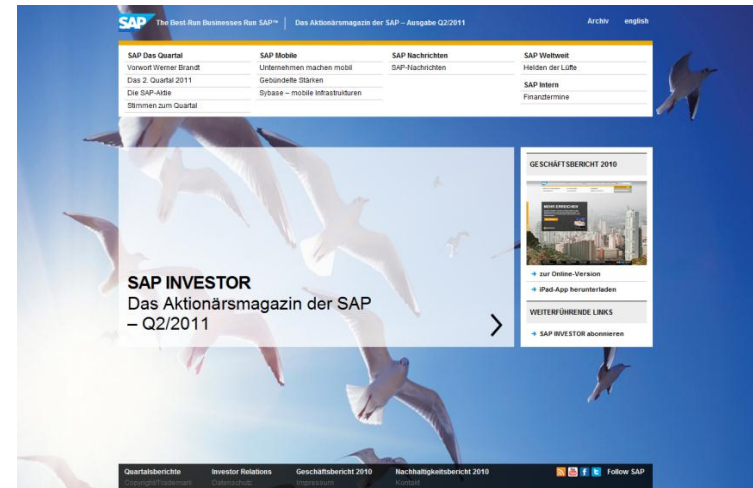 SAP The Best-Run Businesses Run SAP™ | Das Aktionärsmagazin der SAP – Ausgabe Q2/2011
Archiv english
SAP Das Quartal
Vorwort Werner Brandt
Das 2. Quartal 2011
Die SAP-Aktie
Stimmen zum Quartal
SAP Mobile
Unternehmen machen mobil
Gebündelte Stärken
Sybase – mobile Infrastrukturen
SAP Nachrichten
SAP-Nachrichten
SAP Weltweit
Helden der Lüfte
SAP Intern
Finanztermine
SAP INVESTOR
Das Aktionärsmagazin der SAP
– Q2/2011
GESCHÄFTSBERICHT 2010
MEHR ERREICHEN
zur Online-Version
iPad-App herunterladen
WEITERFÜHRENDE LINKS
SAP INVESTOR abonnieren
Quartalsberichte Investor Relations Geschäftsbericht 2010 Nachhaltigkeitsbericht 2010 Follow SAP
Copyright/Trademark Datenschutz Impressum Kontakt